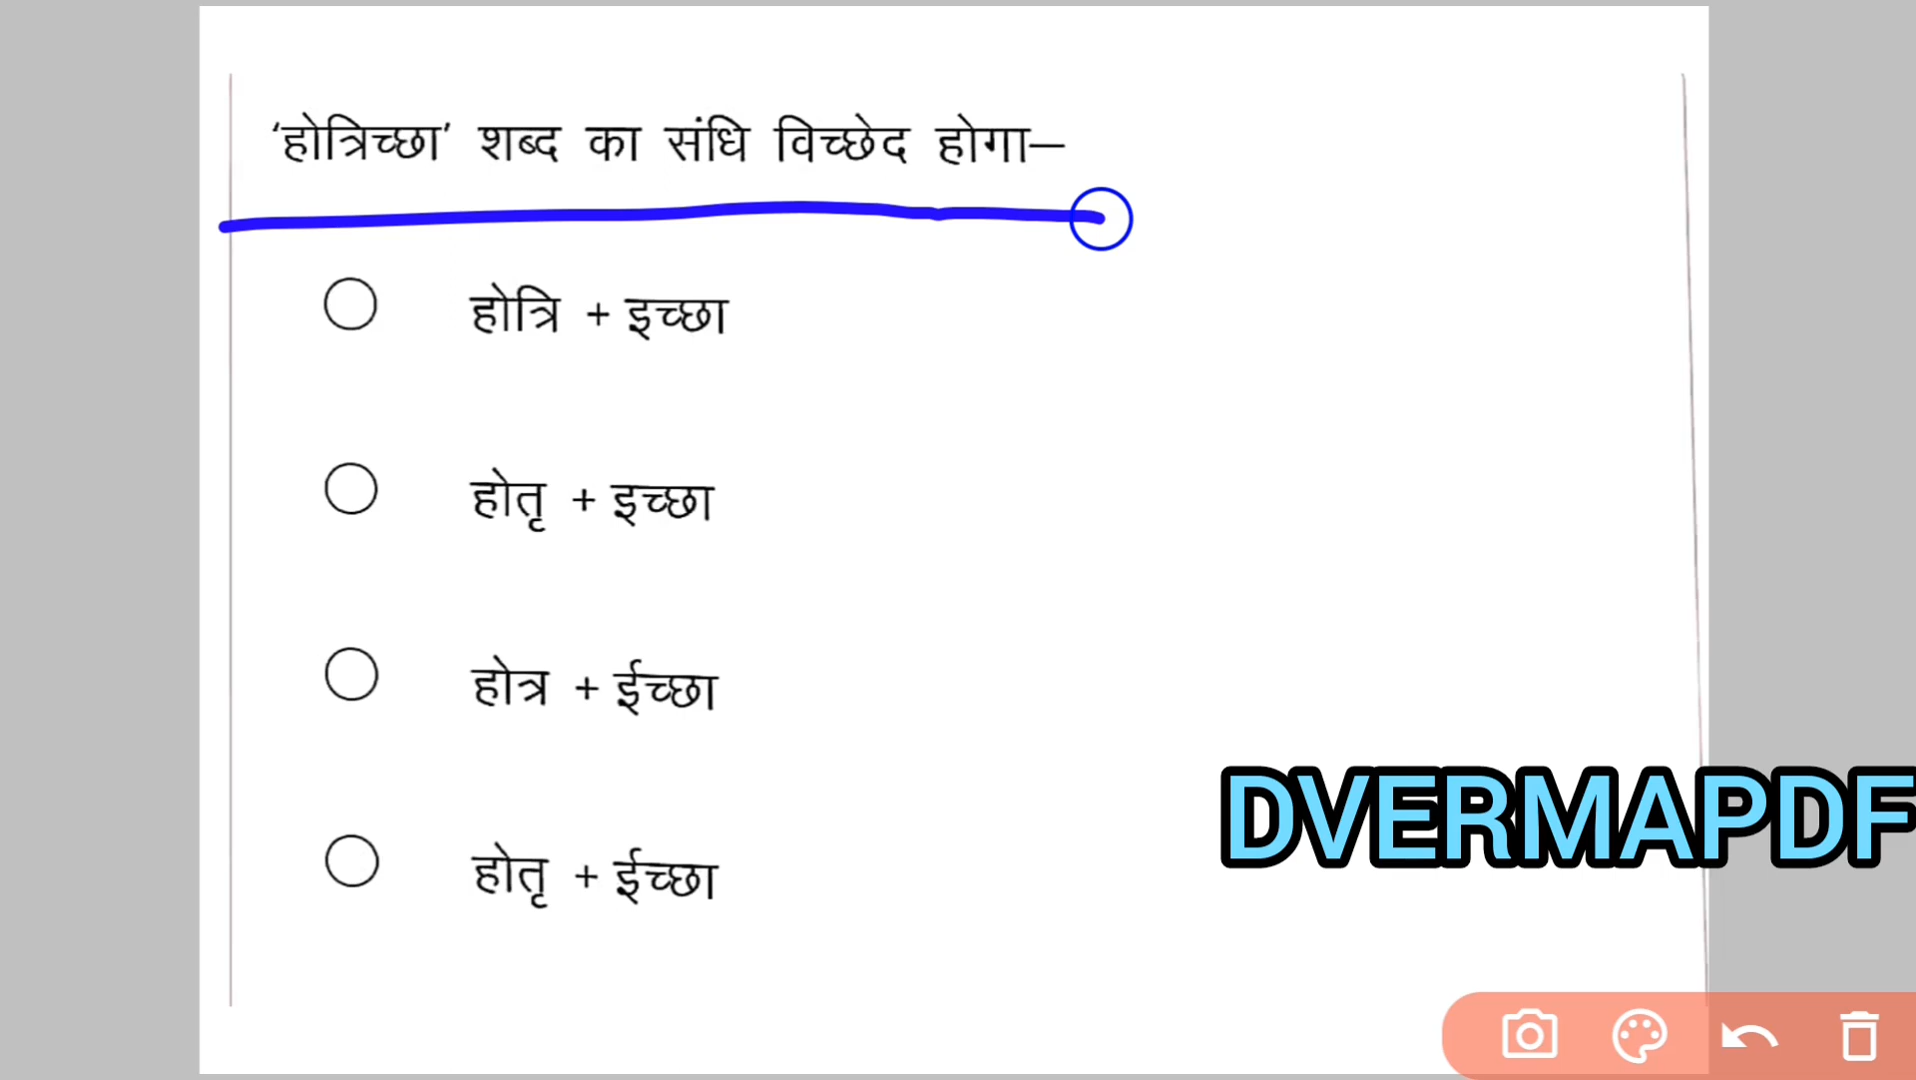 ‘होत्रिच्छा’ शब्द का संधि विच्छेद होगा—
होत्रि + इच्छा
होतृ + इच्छा
होत्र + ईच्छा
होतृ + ईच्छा
DVERMAPDF